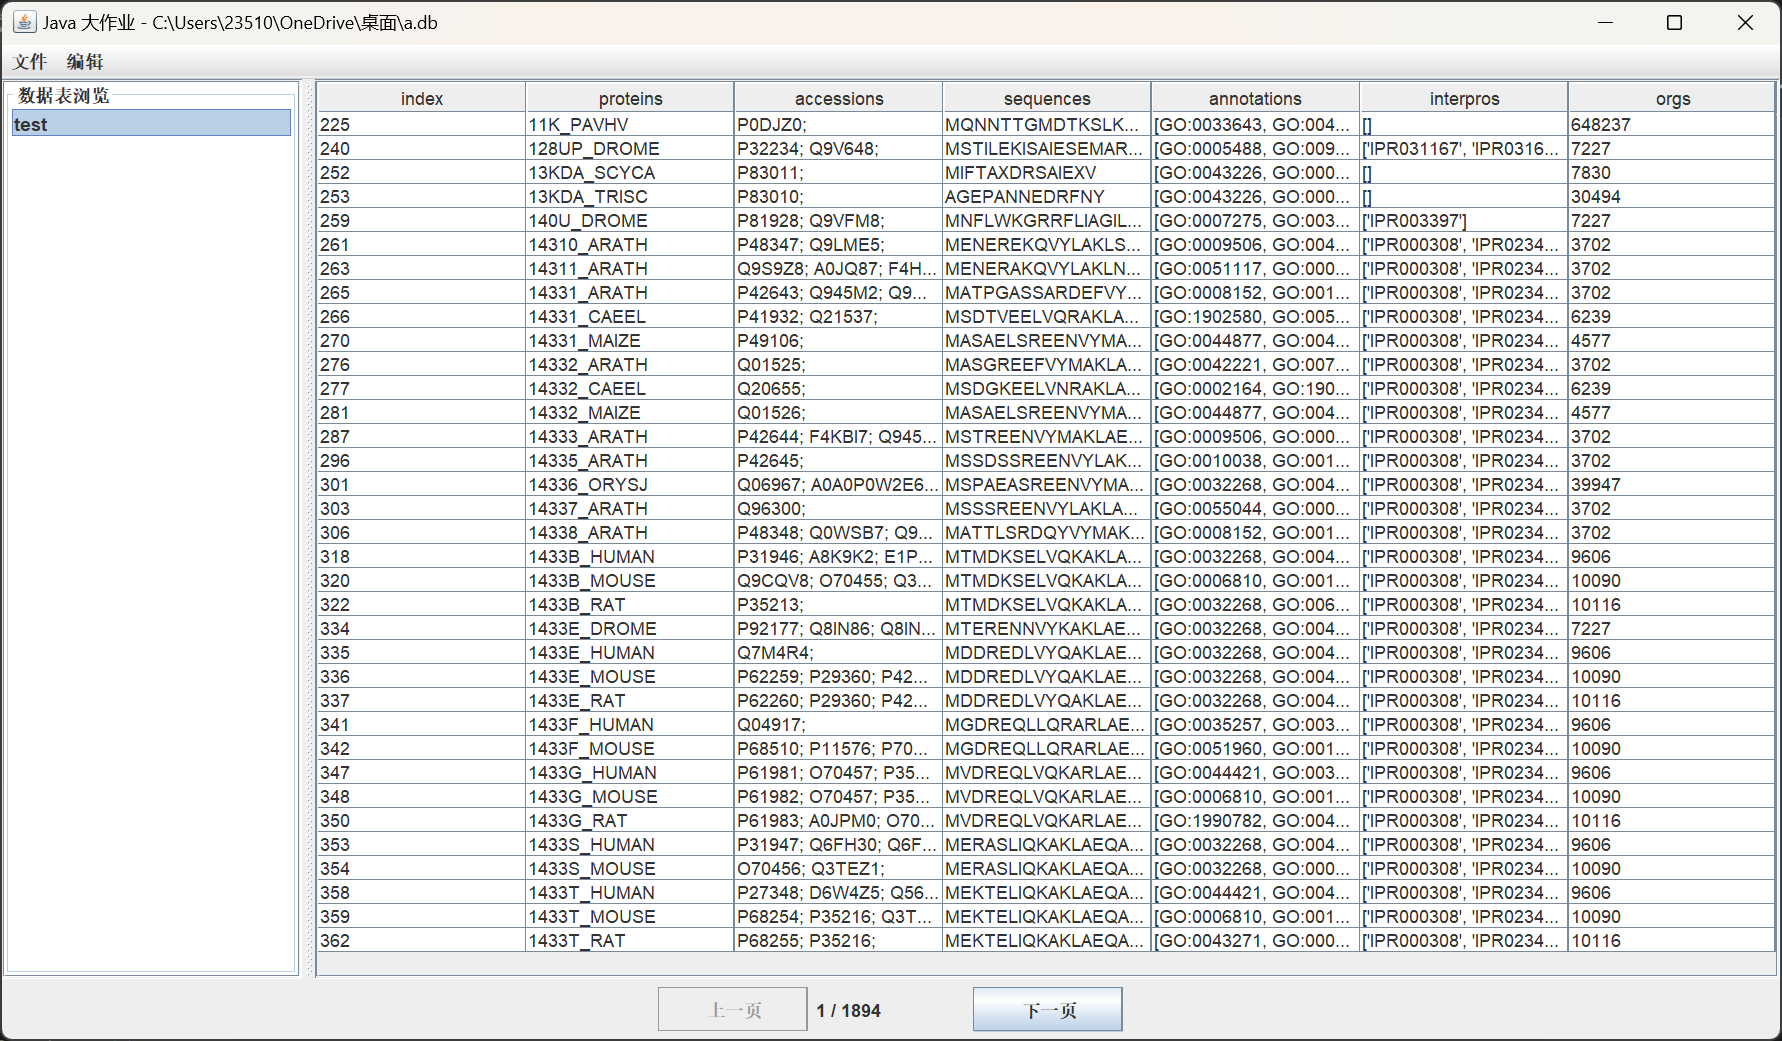 Java 大作业 - C:\Users\23510\OneDrive\桌面\a.db
文件 编辑
数据表浏览
test
index proteins accessions sequences annotations interpros orgs
225 11K_PAVHV P0DJZ0; MQNNTTGMDTKSLK... [GO:0033643, GO:004... [] 648237
240 128UP_DROME P32234; Q9V648; MSTILEKISAIESEMAR... [GO:0005488, GO:009... ['IPR031167', 'IPR0316... 7227
252 13KDA_SCYCA P83011; MIFTAXDRSAIEXV [GO:0043226, GO:000... [] 7830
253 13KDA_TRISC P83010; AGEPANNEDRFNY [GO:0043226, GO:000... [] 30494
259 140U_DROME P81928; Q9VFM8; MNFLWKGRRFLIAGIL... [GO:0007275, GO:003... ['IPR003397'] 7227
261 14310_ARATH P48347; Q9LME5; MENEREKQVYLAKLS... [GO:0009506, GO:004... ['IPR000308', 'IPR0234... 3702
263 14311_ARATH Q9S9Z8; A0JQ87; F4H... MENERAKQVYLAKLN... [GO:0051117, GO:000... ['IPR000308', 'IPR0234... 3702
265 14331_ARATH P42643; Q945M2; Q9... MATPGASSARDEFVY... [GO:0008152, GO:001... ['IPR000308', 'IPR0234... 3702
266 14331_CAEEL P41932; Q21537; MSDTVEELVQRAKLA... [GO:1902580, GO:005... ['IPR000308', 'IPR0234... 6239
270 14331_MAIZE P49106; MASAELSREENVYMA... [GO:0044877, GO:004... ['IPR000308', 'IPR0234... 4577
276 14332_ARATH Q01525; MASGREEFVYMAKLA... [GO:0042221, GO:007... ['IPR000308', 'IPR0234... 3702
277 14332_CAEEL Q20655; MSDGKEELVNRAKLA... [GO:0002164, GO:190... ['IPR000308', 'IPR0234... 6239
281 14332_MAIZE Q01526; MASAELSREENVYMA... [GO:0044877, GO:004... ['IPR000308', 'IPR0234... 4577
287 14333_ARATH P42644; F4KBI7; Q945... MSTREENVYMAKLAE... [GO:0009506, GO:000... ['IPR000308', 'IPR0234... 3702
296 14335_ARATH P42645; MSSDSSREENVYLAK... [GO:0010038, GO:001... ['IPR000308', 'IPR0234... 3702
301 14336_ORYSJ Q06967; A0A0P0W2E6... MSPAEASREENVYMA... [GO:0032268, GO:004... ['IPR000308', 'IPR0234... 39947
303 14337_ARATH Q96300; MSSSREENVYLAKLA... [GO:0055044, GO:000... ['IPR000308', 'IPR0234... 3702
306 14338_ARATH P48348; Q0WSB7; Q9... MATTLSRDQYVYMAK... [GO:0008152, GO:001... ['IPR000308', 'IPR0234... 3702
318 1433B_HUMAN P31946; A8K9K2; E1P... MTMDKSELVQKAKLA... [GO:0032268, GO:004... ['IPR000308', 'IPR0234... 9606
320 1433B_MOUSE Q9CQV8; O70455; Q3... MTMDKSELVQKAKLA... [GO:0006810, GO:001... ['IPR000308', 'IPR0234... 10090
322 1433B_RAT P35213; MTMDKSELVQKAKLA... [GO:0032268, GO:006... ['IPR000308', 'IPR0234... 10116
334 1433E_DROME P92177; Q8IN86; Q8IN... MTERENNVYKAKLAE... [GO:0032268, GO:004... ['IPR000308', 'IPR0234... 7227
335 1433E_HUMAN Q7M4R4; MDDREDLVYQAKLAE... [GO:0032268, GO:004... ['IPR000308', 'IPR0234... 9606
336 1433E_MOUSE P62259; P29360; P42... MDDREDLVYQAKLAE... [GO:0032268, GO:004... ['IPR000308', 'IPR0234... 10090
337 1433E_RAT P62260; P29360; P42... MDDREDLVYQAKLAE... [GO:0032268, GO:004... ['IPR000308', 'IPR0234... 10116
341 1433F_HUMAN Q04917; MGDREQLLQRARLAE... [GO:0035257, GO:003... ['IPR000308', 'IPR0234... 9606
342 1433F_MOUSE P68510; P11576; P70... MGDREQLLQRARLAE... [GO:0051960, GO:001... ['IPR000308', 'IPR0234... 10090
347 1433G_HUMAN P61981; O70457; P35... MVDREQLVQKARLAE... [GO:0044421, GO:003... ['IPR000308', 'IPR0234... 9606
348 1433G_MOUSE P61982; O70457; P35... MVDREQLVQKARLAE... [GO:0006810, GO:001... ['IPR000308', 'IPR0234... 10090
350 1433G_RAT P61983; A0JPM0; O70... MVDREQLVQKARLAE... [GO:1990782, GO:004... ['IPR000308', 'IPR0234... 10116
353 1433S_HUMAN P31947; Q6FH30; Q6F... MERASLIQKAKLAEQA... [GO:0032268, GO:004... ['IPR000308', 'IPR0234... 9606
354 1433S_MOUSE O70456; Q3TEZ1; MERASLIQKAKLAEQA... [GO:0032268, GO:000... ['IPR000308', 'IPR0234... 10090
358 1433T_HUMAN P27348; D6W4Z5; Q56... MEKTELIQKAKLAEQA... [GO:0044421, GO:004... ['IPR000308', 'IPR0234... 9606
359 1433T_MOUSE P68254; P35216; Q3T... MEKTELIQKAKLAEQA... [GO:0006810, GO:001... ['IPR000308', 'IPR0234... 10090
362 1433T_RAT P68255; P35216; MEKTELIQKAKLAEQA... [GO:0043271, GO:000... ['IPR000308', 'IPR0234... 10116
上一页 1 / 1894 下一页